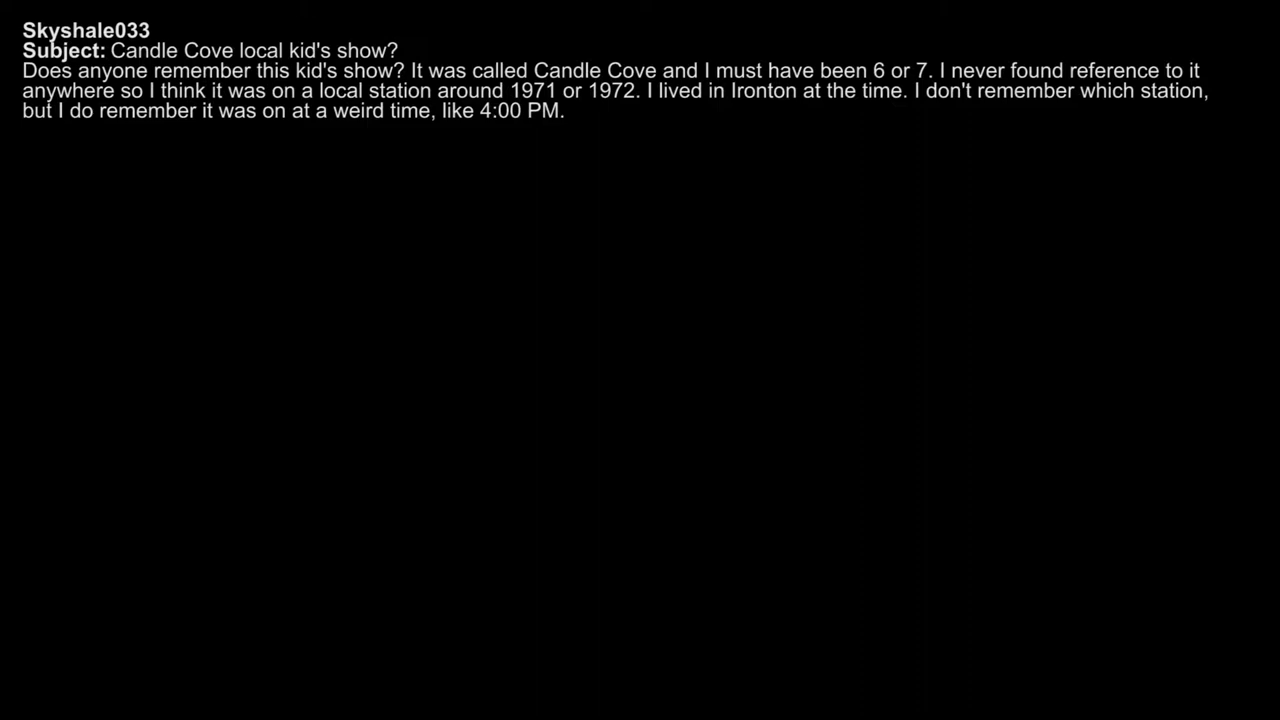 Skyshale033
Subject: Candle Cove local kid's show?
Does anyone remember this kid's show? It was called Candle Cove and I must have been 6 or 7. I never found reference to it
anywhere so I think it was on a local station around 1971 or 1972. I lived in Ironton at the time. I don't remember which station,
but I do remember it was on at a weird time, like 4:00 PM.